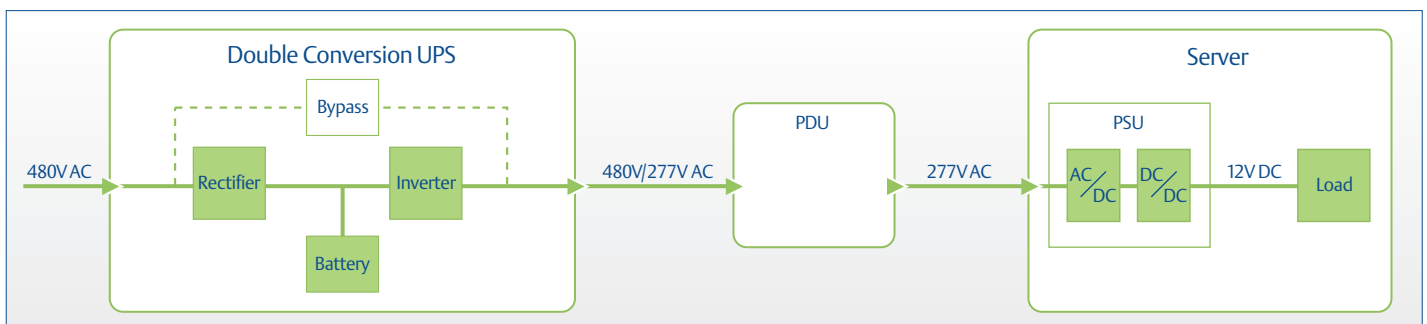 Double Conversion UPS
Server
Bypass
PDU
PSU
480V AC
Rectifier
Inverter
480V/277V AC
277V AC
AC/DC
DC/DC
12V DC
Load
Battery